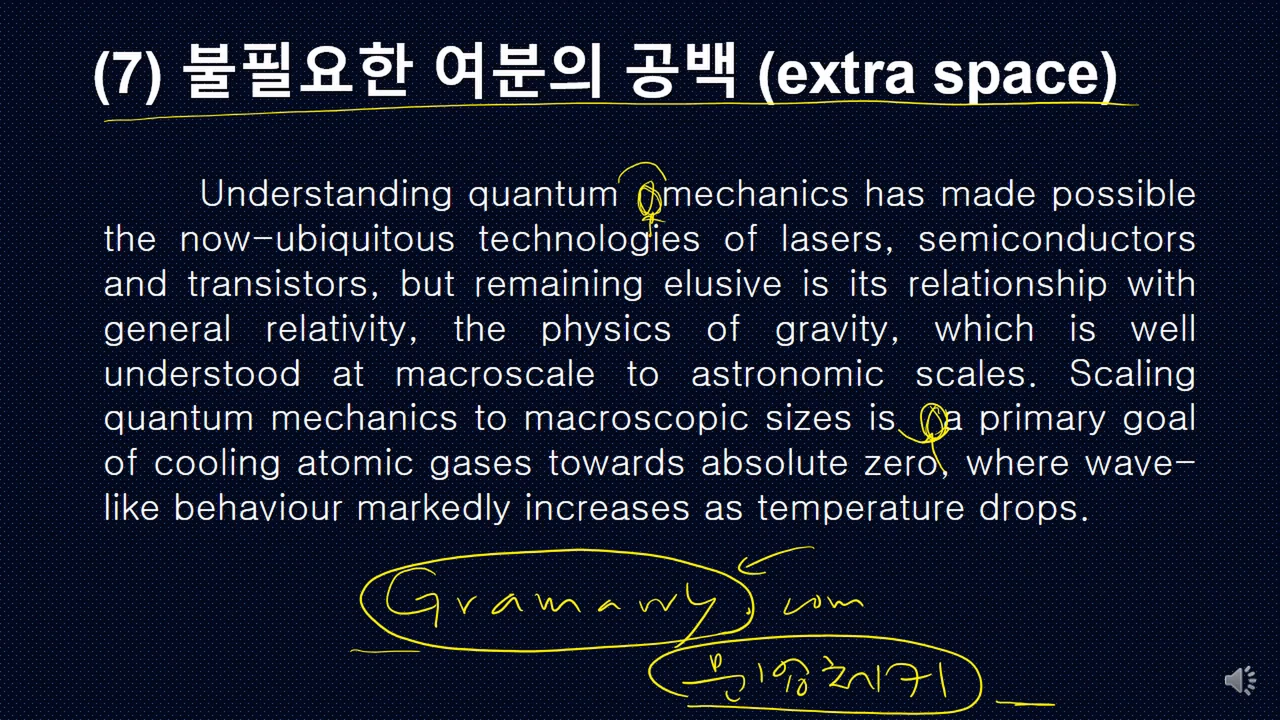 (7) 불필요한 여분의 공백 (extra space)
Understanding quantum mechanics has made possible
the now-ubiquitous technologies of lasers, semiconductors
and transistors, but remaining elusive is its relationship with
general relativity, the physics of gravity, which is well
understood at macroscale to astronomic scales. Scaling
quantum mechanics to macroscopic sizes is a primary goal
of cooling atomic gases towards absolute zero, where wave-
like behaviour markedly increases as temperature drops.
.com